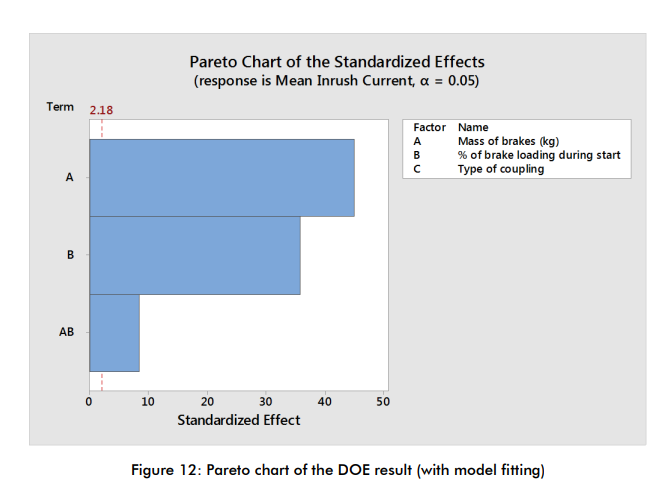 Pareto Chart of the Standardized Effects
(response is Mean Inrush Current, α = 0.05)
Term
2.18
Factor Name
A Mass of brakes (kg)
B % of brake loading during start
C Type of coupling
A
B
AB
0 10 20 30 40 50
Standardized Effect
Figure 12: Pareto chart of the DOE result (with model fitting)